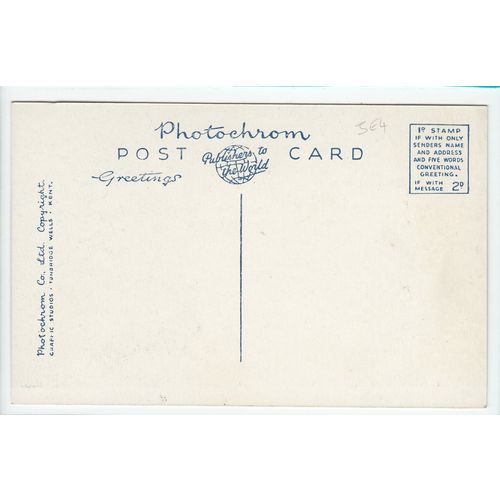 Photochrom
POST CARD
Publishers to
the World
Greetings
1D STAMP
IF WITH ONLY
SENDERS NAME
AND ADDRESS
AND FIVE WORDS
CONVENTIONAL
GREETING.
IF WITH
MESSAGE 2D
Photochrom Co., Ltd. Copyright.
GRAPHIC STUDIOS · TUNBRIDGE WELLS · KENT.